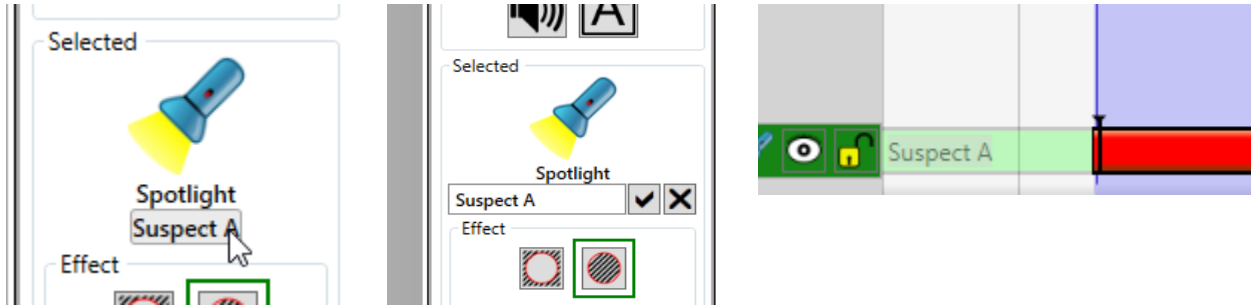 Selected
Spotlight
Suspect A
Effect
A
Selected
Spotlight
Suspect A
Effect
Suspect A